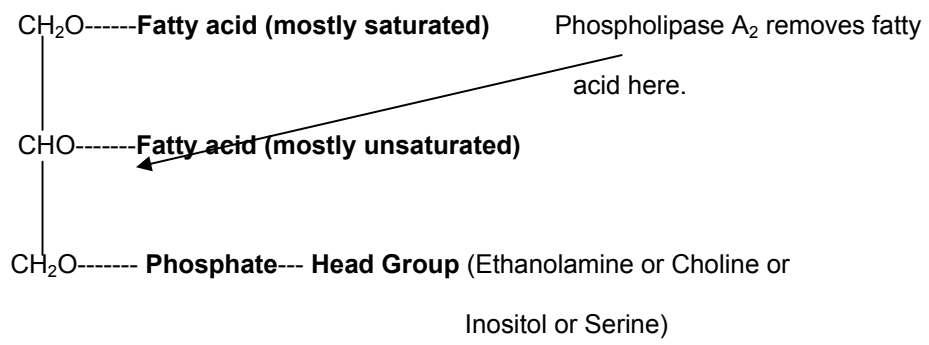 CH₂O------Fatty acid (mostly saturated) Phospholipase A₂ removes fatty
acid here.
CHO-------Fatty acid (mostly unsaturated)
CH₂O------- Phosphate--- Head Group (Ethanolamine or Choline or
Inositol or Serine)